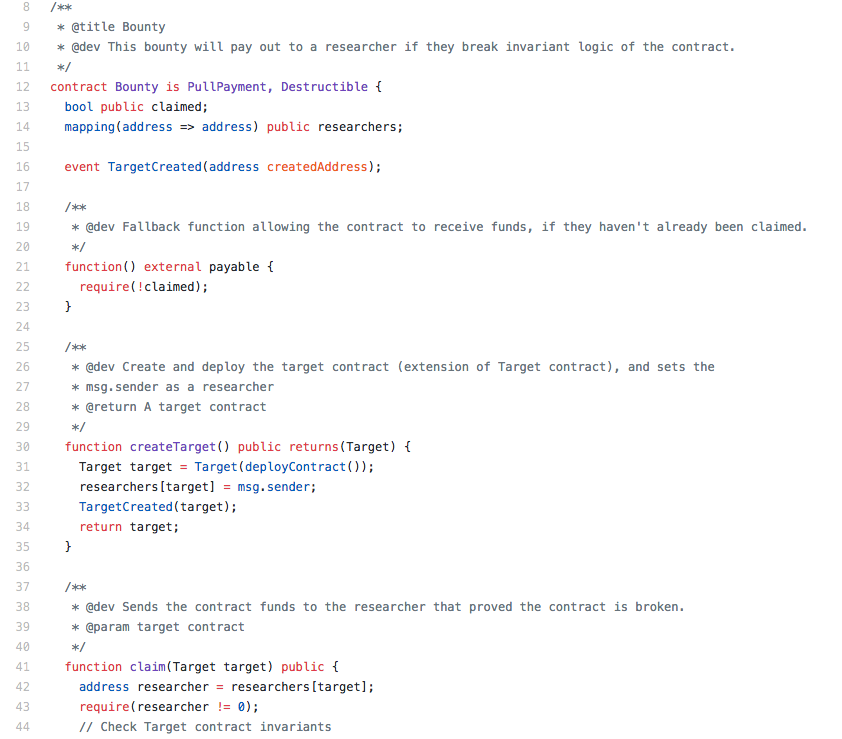 8 /**
9  * @title Bounty
10  * @dev This bounty will pay out to a researcher if they break invariant logic of the contract.
11  */
12 contract Bounty is PullPayment, Destructible {
13   bool public claimed;
14   mapping(address => address) public researchers;
15
16   event TargetCreated(address createdAddress);
17
18   /**
19    * @dev Fallback function allowing the contract to receive funds, if they haven't already been claimed.
20    */
21   function() external payable {
22     require(!claimed);
23   }
24
25   /**
26    * @dev Create and deploy the target contract (extension of Target contract), and sets the
27    * msg.sender as a researcher
28    * @return A target contract
29    */
30   function createTarget() public returns(Target) {
31     Target target = Target(deployContract());
32     researchers[target] = msg.sender;
33     TargetCreated(target);
34     return target;
35   }
36
37   /**
38    * @dev Sends the contract funds to the researcher that proved the contract is broken.
39    * @param target contract
40    */
41   function claim(Target target) public {
42     address researcher = researchers[target];
43     require(researcher != 0);
44     // Check Target contract invariants